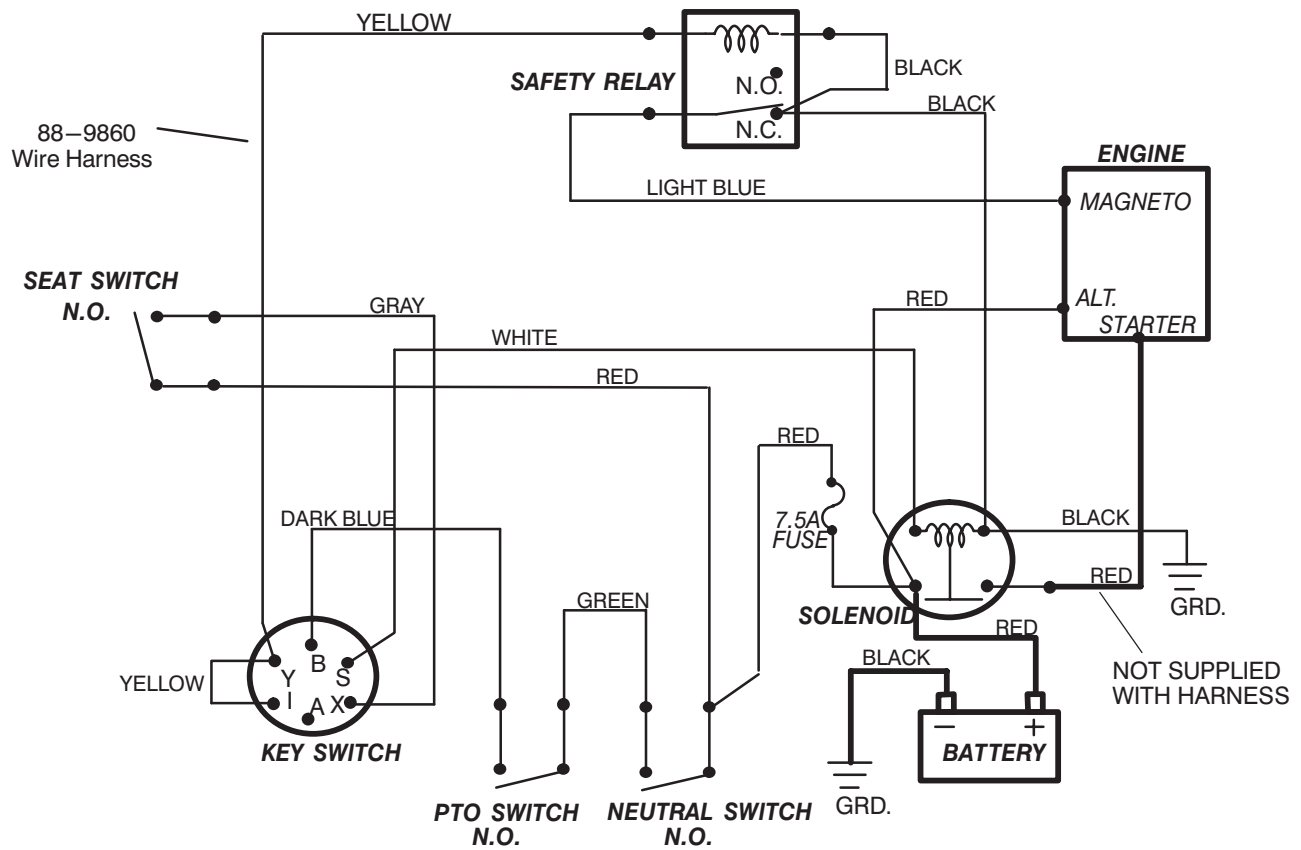 YELLOW
SAFETY RELAY
N.O.
N.C.
BLACK
BLACK
88–9860
Wire Harness
ENGINE
MAGNETO
LIGHT BLUE
SEAT SWITCH
N.O.
GRAY
RED
ALT.
STARTER
WHITE
RED
RED
7.5A
FUSE
DARK BLUE
BLACK
RED
GRD.
GREEN
SOLENOID
RED
BLACK
NOT SUPPLIED
WITH HARNESS
YELLOW
Y
B
S
I
A
X
KEY SWITCH
–
+
BATTERY
GRD.
PTO SWITCH
N.O.
NEUTRAL SWITCH
N.O.